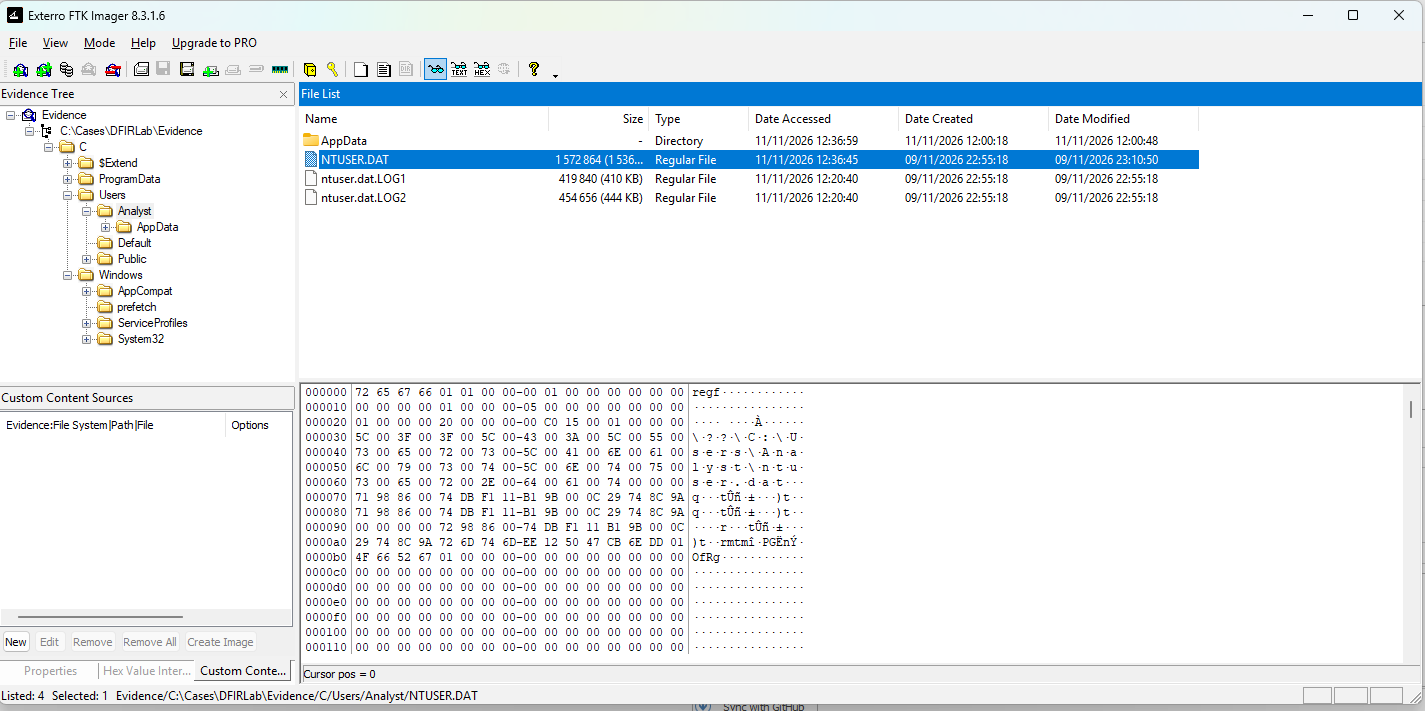 Exterro FTK Imager 8.3.1.6
File View Mode Help Upgrade to PRO
Evidence Tree
Evidence
C:\Cases\DFIRLab\Evidence
C
$Extend
ProgramData
Users
Analyst
AppData
Default
Public
Windows
AppCompat
prefetch
ServiceProfiles
System32
File List
Name Size Type Date Accessed Date Created Date Modified
AppData - Directory 11/11/2026 12:36:59 11/11/2026 12:00:18 11/11/2026 12:00:48
NTUSER.DAT 1 572 864 (1 536... Regular File 11/11/2026 12:36:45 09/11/2026 22:55:18 09/11/2026 23:10:50
ntuser.dat.LOG1 419 840 (410 KB) Regular File 11/11/2026 12:20:40 09/11/2026 22:55:18 09/11/2026 22:55:18
ntuser.dat.LOG2 454 656 (444 KB) Regular File 11/11/2026 12:20:40 09/11/2026 22:55:18 09/11/2026 22:55:18
Custom Content Sources
Evidence:File System|Path|File Options
New Edit Remove Remove All Create Image
Properties Hex Value Inter... Custom Conte...
000000 72 65 67 66 01 01 00 00-00 01 00 00 00 00 00 00 regf············
000010 00 00 00 00 01 00 00 00-05 00 00 00 00 00 00 00 ················
000020 01 00 00 00 20 00 00 00-00 C0 15 00 01 00 00 00 ···· ····À······
000030 5C 00 3F 00 3F 00 5C 00-43 00 3A 00 5C 00 55 00 \·?·?·\·C·:·\·U·
000040 73 00 65 00 72 00 73 00-5C 00 41 00 6E 00 61 00 s·e·r·s·\·A·n·a·
000050 6C 00 79 00 73 00 74 00-5C 00 6E 00 74 00 75 00 l·y·s·t·\·n·t·u·
000060 73 00 65 00 72 00 2E 00-64 00 61 00 74 00 00 00 s·e·r·.·d·a·t···
000070 71 98 86 00 74 DB F1 11-B1 9B 00 0C 29 74 8C 9A q···tÛñ·±···)t··
000080 71 98 86 00 74 DB F1 11-B1 9B 00 0C 29 74 8C 9A q···tÛñ·±···)t··
000090 00 00 00 00 72 98 86 00-74 DB F1 11 B1 9B 00 0C ····r···tÛñ·±···
0000a0 29 74 8C 9A 72 6D 74 6D-EE 12 50 47 CB 6E DD 01 )t··rmtmî·PGËnÝ·
0000b0 4F 66 52 67 01 00 00 00-00 00 00 00 00 00 00 00 OfRg············
0000c0 00 00 00 00 00 00 00 00-00 00 00 00 00 00 00 00 ················
0000d0 00 00 00 00 00 00 00 00-00 00 00 00 00 00 00 00 ················
0000e0 00 00 00 00 00 00 00 00-00 00 00 00 00 00 00 00 ················
0000f0 00 00 00 00 00 00 00 00-00 00 00 00 00 00 00 00 ················
000100 00 00 00 00 00 00 00 00-00 00 00 00 00 00 00 00 ················
000110 00 00 00 00 00 00 00 00-00 00 00 00 00 00 00 00 ················
Cursor pos = 0
Listed: 4 Selected: 1 Evidence/C:\Cases\DFIRLab\Evidence/C/Users/Analyst/NTUSER.DAT
Sync with GitHub